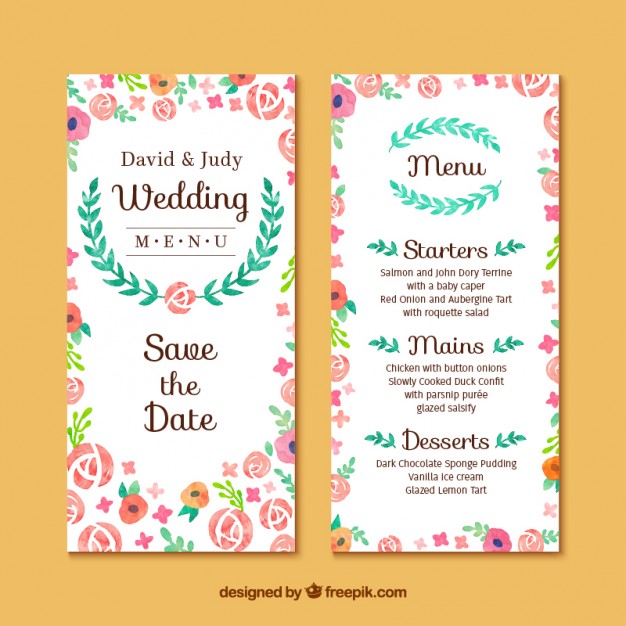 David & Judy
Wedding
M·E·N·U
Save
the
Date
Menu
Starters
Salmon and John Dory Terrine
with a baby caper
Red Onion and Aubergine Tart
with roquette salad
Mains
Chicken with button onions
Slowly Cooked Duck Confit
with parsnip purée
glazed salsify
Desserts
Dark Chocolate Sponge Pudding
Vanilla ice cream
Glazed Lemon Tart
designed by freepik.com